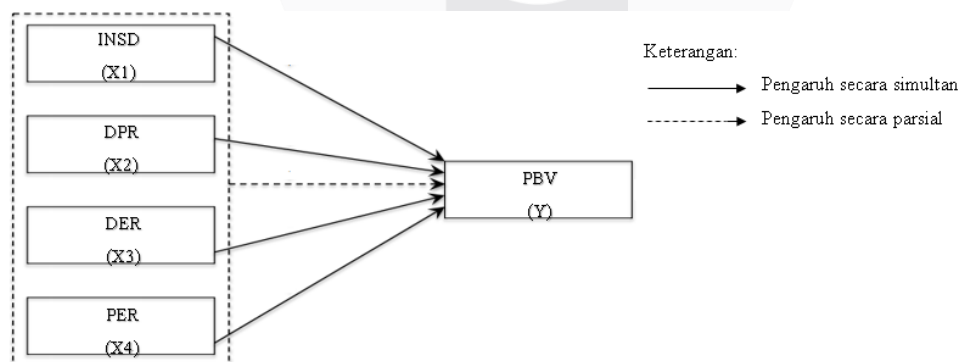 INSD
(X1)
DPR
(X2)
DER
(X3)
PER
(X4)
PBV
(Y)
Keterangan:
Pengaruh secara simultan
Pengaruh secara parsial